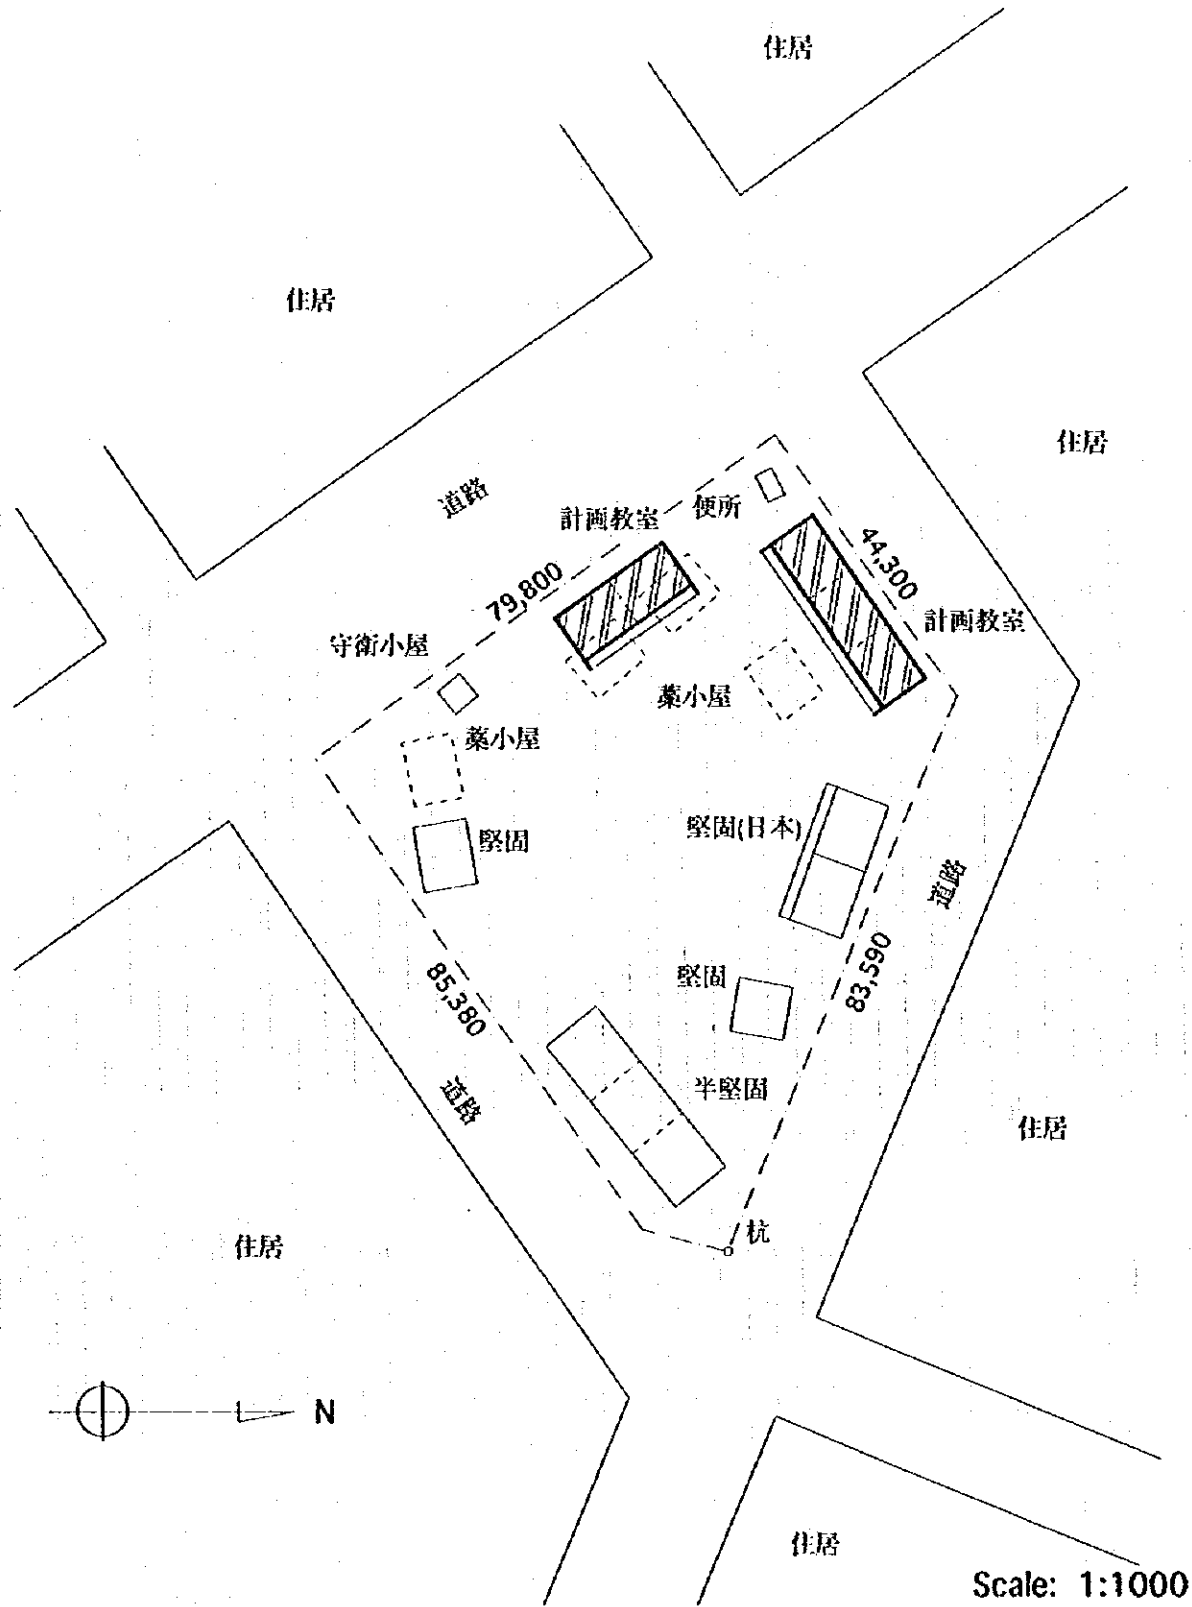 住居
住居
住居
道路
計画教室
便所
44,300
79,800
計画教室
守衛小屋
藁小屋
藁小屋
堅固
堅固(日本)
道路
堅固
83,590
85,380
半堅固
道路
住居
杭
住居
N
住居
Scale: 1:1000